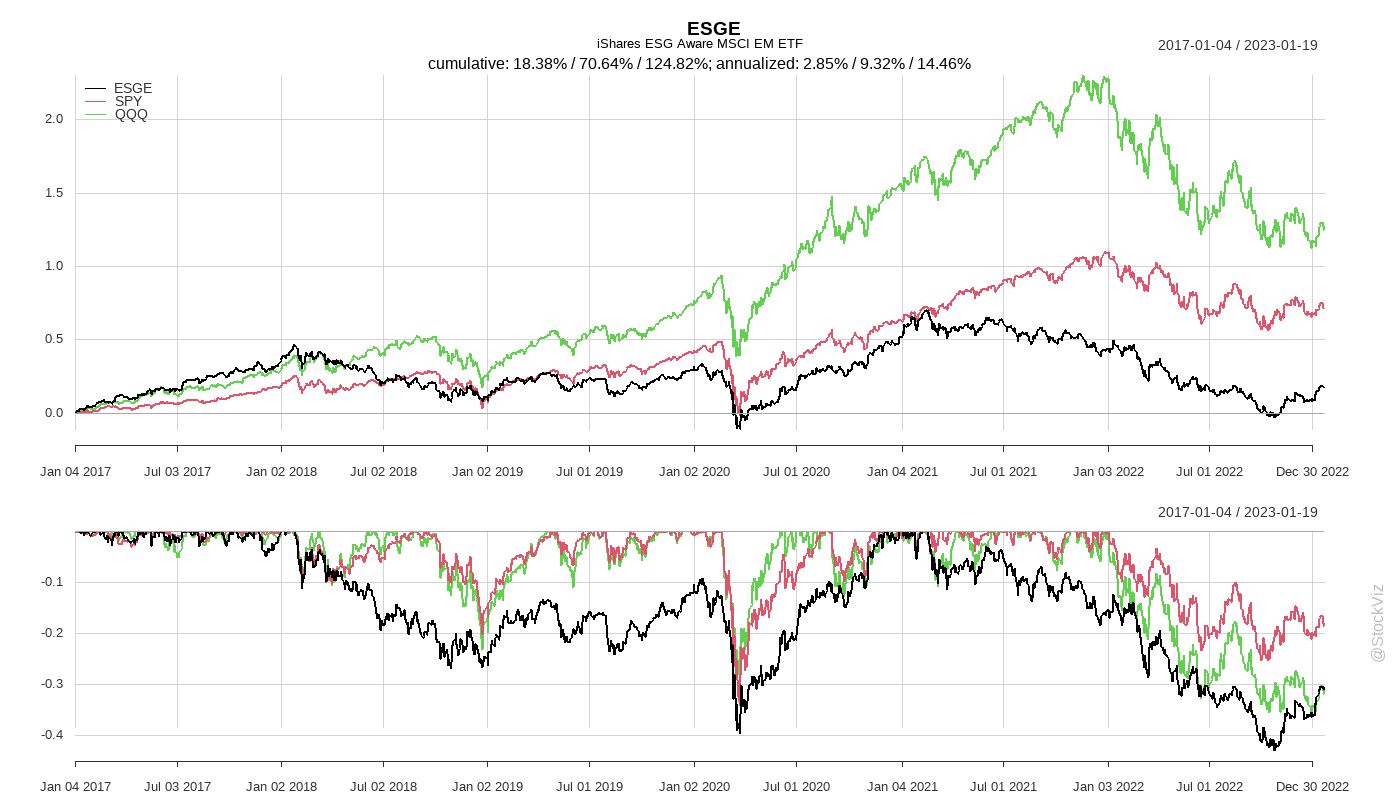 ESGE
iShares ESG Aware MSCI EM ETF
2017-01-04 / 2023-01-19
cumulative: 18.38% / 70.64% / 124.82%; annualized: 2.85% / 9.32% / 14.46%
ESGE
SPY
QQQ
2.0
1.5
1.0
0.5
0.0
Jan 04 2017 Jul 03 2017 Jan 02 2018 Jul 02 2018 Jan 02 2019 Jul 01 2019 Jan 02 2020 Jul 01 2020 Jan 04 2021 Jul 01 2021 Jan 03 2022 Jul 01 2022 Dec 30 2022
2017-01-04 / 2023-01-19
-0.1
-0.2
-0.3
-0.4
Jan 04 2017 Jul 03 2017 Jan 02 2018 Jul 02 2018 Jan 02 2019 Jul 01 2019 Jan 02 2020 Jul 01 2020 Jan 04 2021 Jul 01 2021 Jan 03 2022 Jul 01 2022 Dec 30 2022
@StockViz